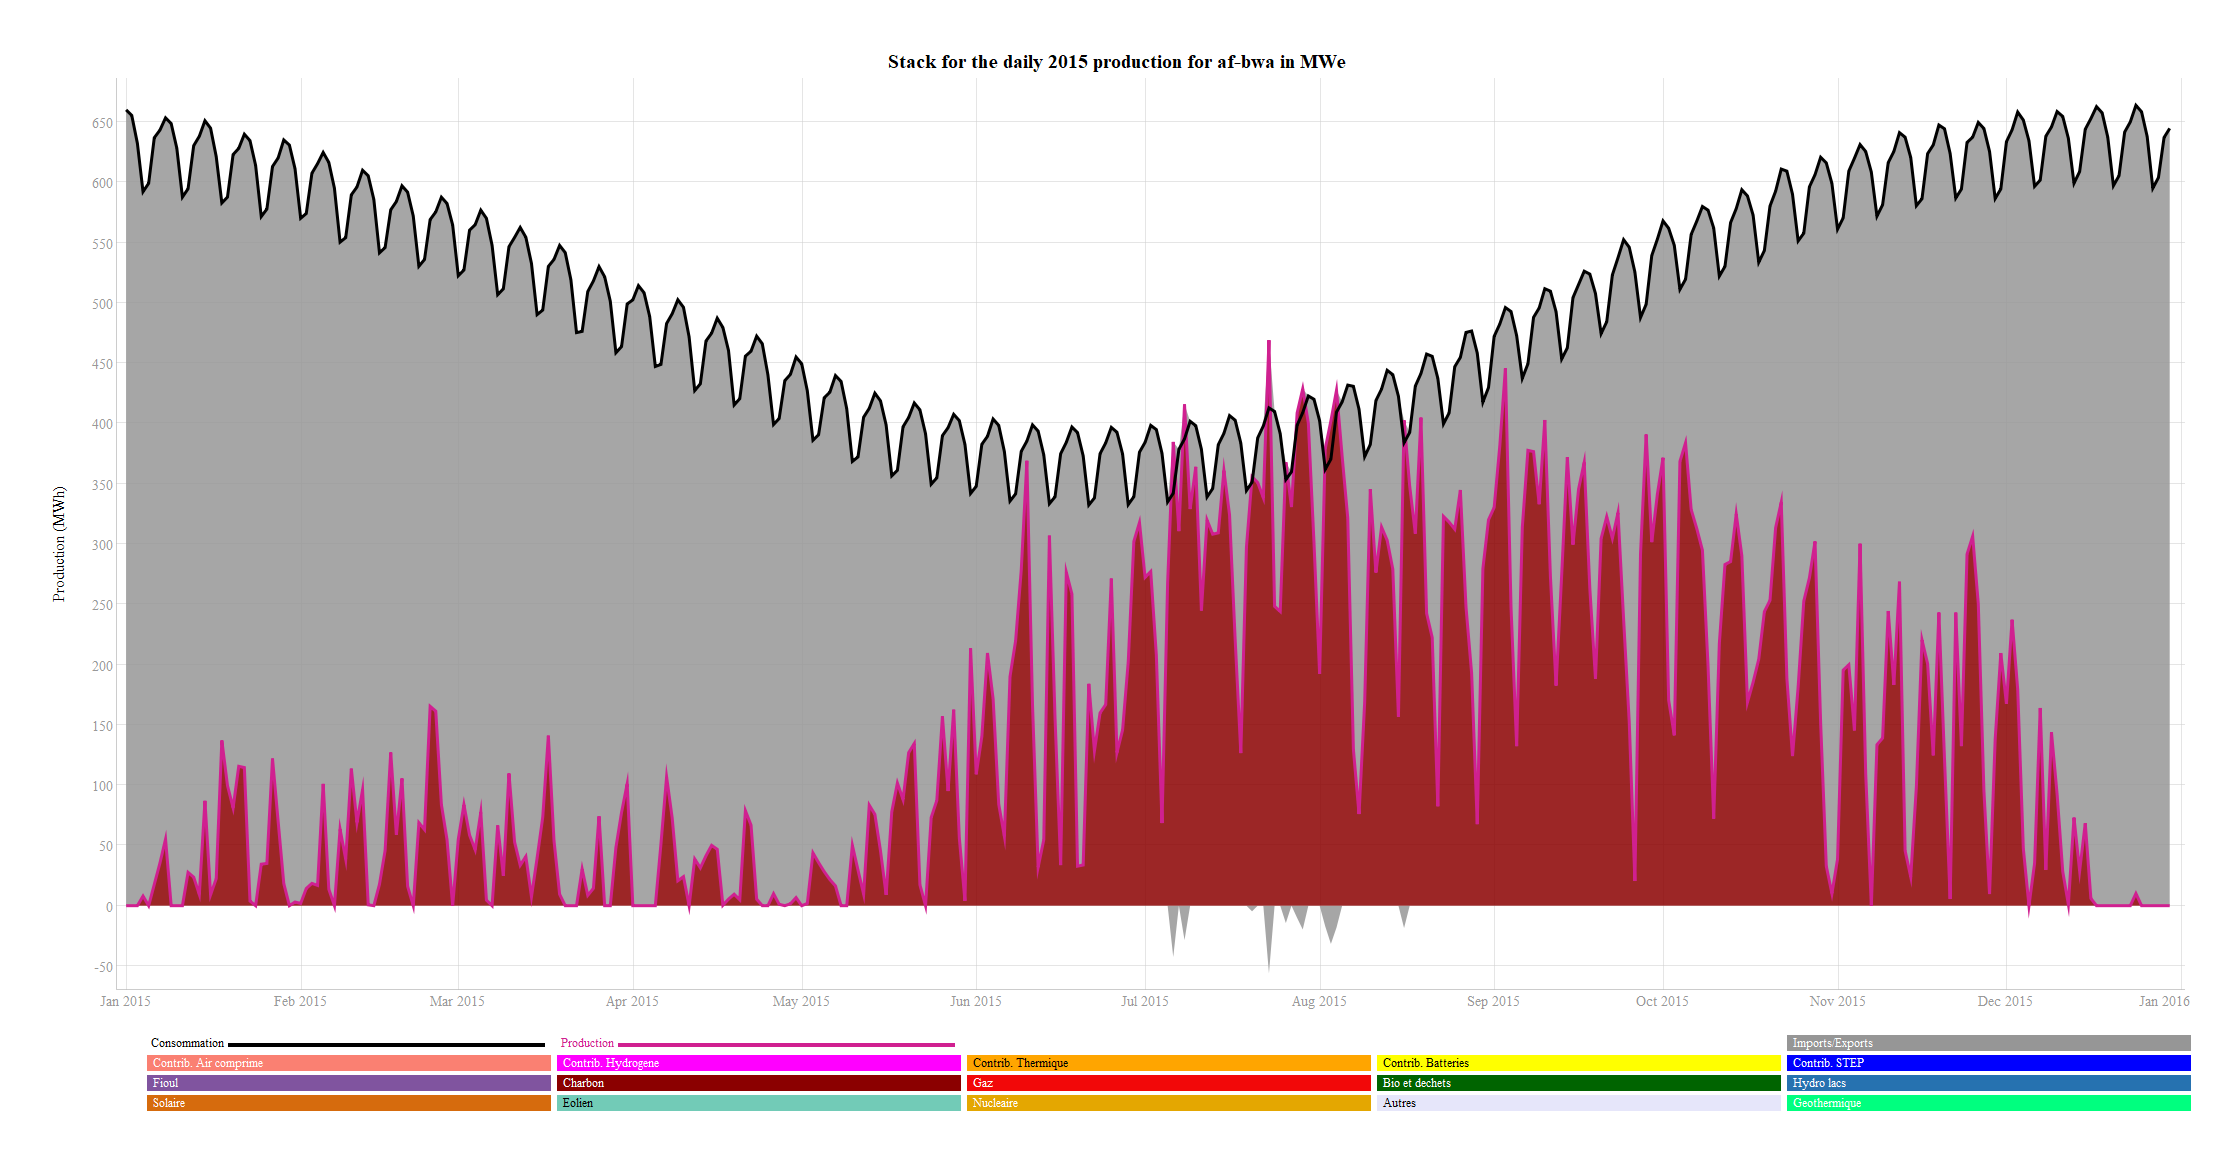 Stack for the daily 2015 production for af-bwa in MWe
Production (MWh)
650
600
550
500
450
400
350
300
250
200
150
100
50
0
-50
Jan 2015 Feb 2015 Mar 2015 Apr 2015 May 2015 Jun 2015 Jul 2015 Aug 2015 Sep 2015 Oct 2015 Nov 2015 Dec 2015 Jan 2016
Consommation Production Imports/Exports
Contrib. Air comprime Contrib. Hydrogene Contrib. Thermique Contrib. Batteries Contrib. STEP
Fioul Charbon Gaz Bio et dechets Hydro lacs
Solaire Eolien Nucleaire Autres Geothermique